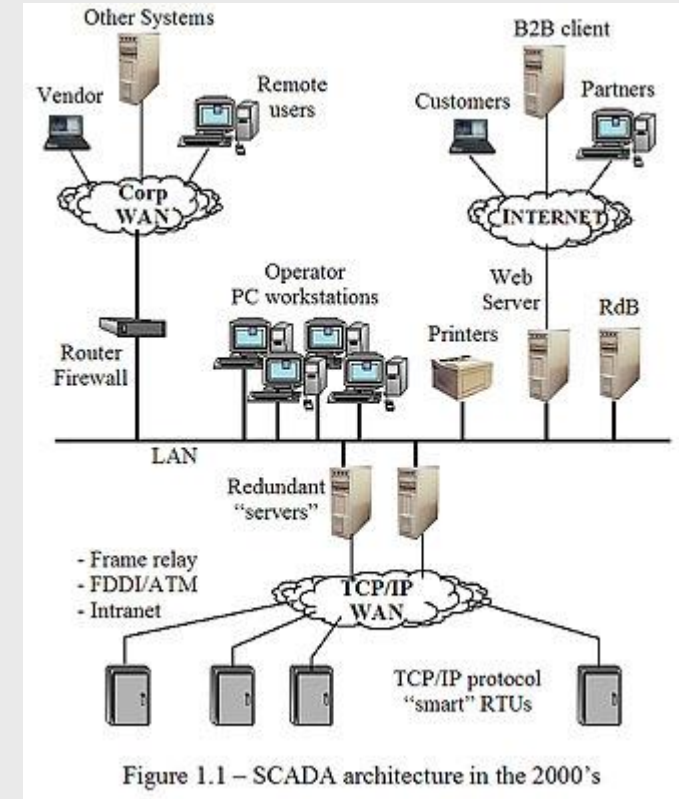 Other Systems
Vendor
Remote
users
Corp
WAN
B2B client
Customers
Partners
INTERNET
Operator
PC workstations
Router
Firewall
Printers
Web
Server
RdB
LAN
Redundant
“servers”
- Frame relay
- FDDI/ATM
- Intranet
TCP/IP
WAN
TCP/IP protocol
“smart” RTUs
Figure 1.1 – SCADA architecture in the 2000’s